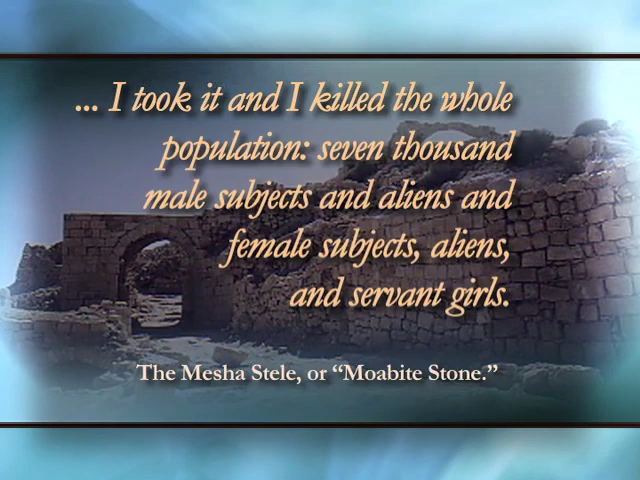 ... I took it and I killed the whole
population: seven thousand
male subjects and aliens and
female subjects, aliens,
and servant girls.
The Mesha Stele, or “Moabite Stone.”